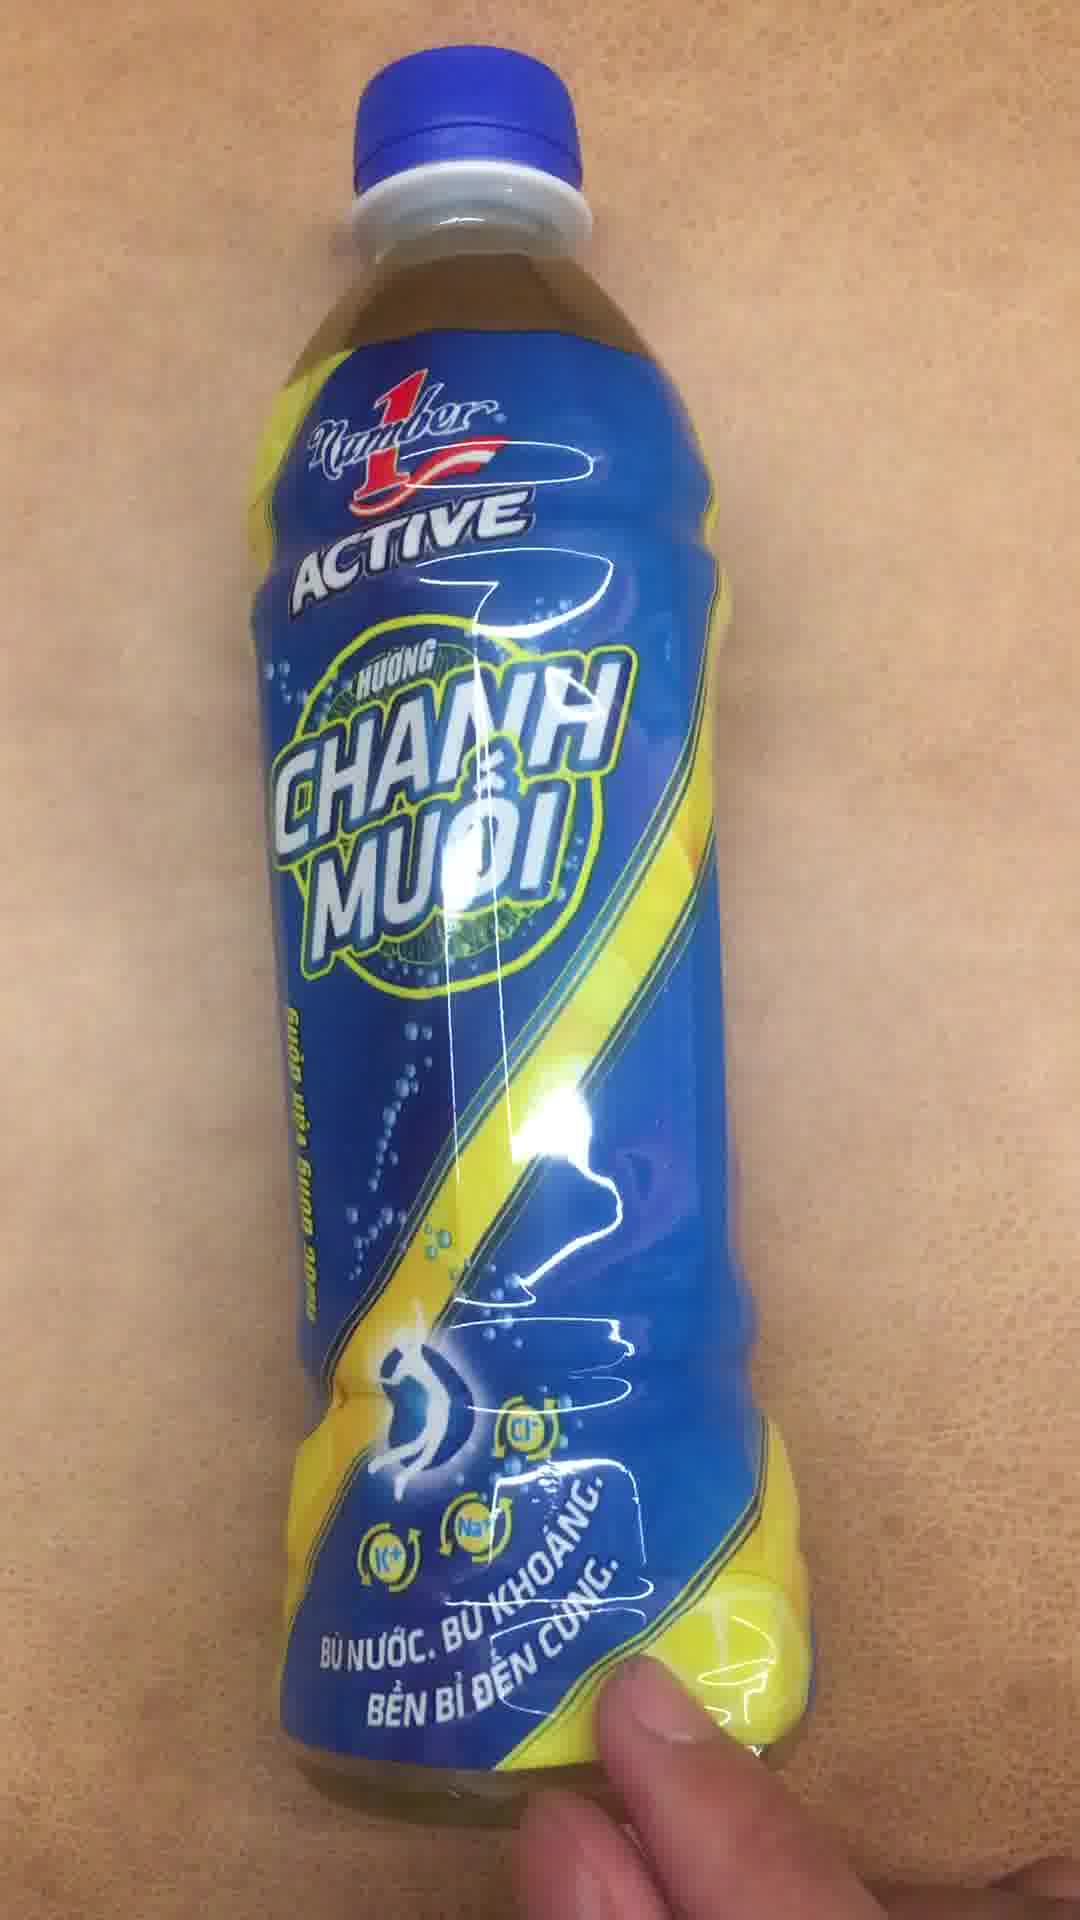 Number 1
ACTIVE
HƯƠNG
CHANH
MUỐI
Cl-
Na+
K+
BÙ NƯỚC. BÙ KHOÁNG.
BỀN BỈ ĐẾN CÙNG.